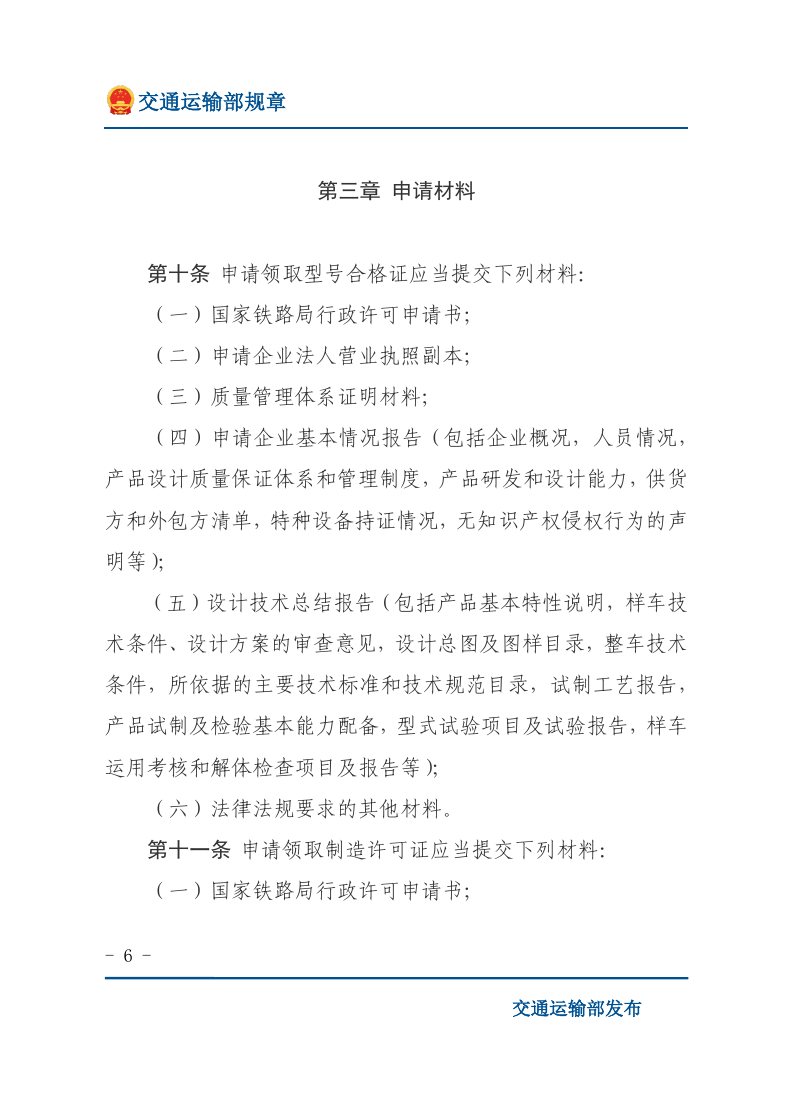 交通运输部规章
第三章 申请材料
第十条 申请领取型号合格证应当提交下列材料：
（一）国家铁路局行政许可申请书；
（二）申请企业法人营业执照副本；
（三）质量管理体系证明材料；
（四）申请企业基本情况报告（包括企业概况，人员情况，
产品设计质量保证体系和管理制度，产品研发和设计能力，供货
方和外包方清单，特种设备持证情况，无知识产权侵权行为的声
明等）；
（五）设计技术总结报告（包括产品基本特性说明，样车技
术条件、设计方案的审查意见，设计总图及图样目录，整车技术
条件，所依据的主要技术标准和技术规范目录，试制工艺报告，
产品试制及检验基本能力配备，型式试验项目及试验报告，样车
运用考核和解体检查项目及报告等）；
（六）法律法规要求的其他材料。
第十一条 申请领取制造许可证应当提交下列材料：
（一）国家铁路局行政许可申请书；
- 6 -
交通运输部发布